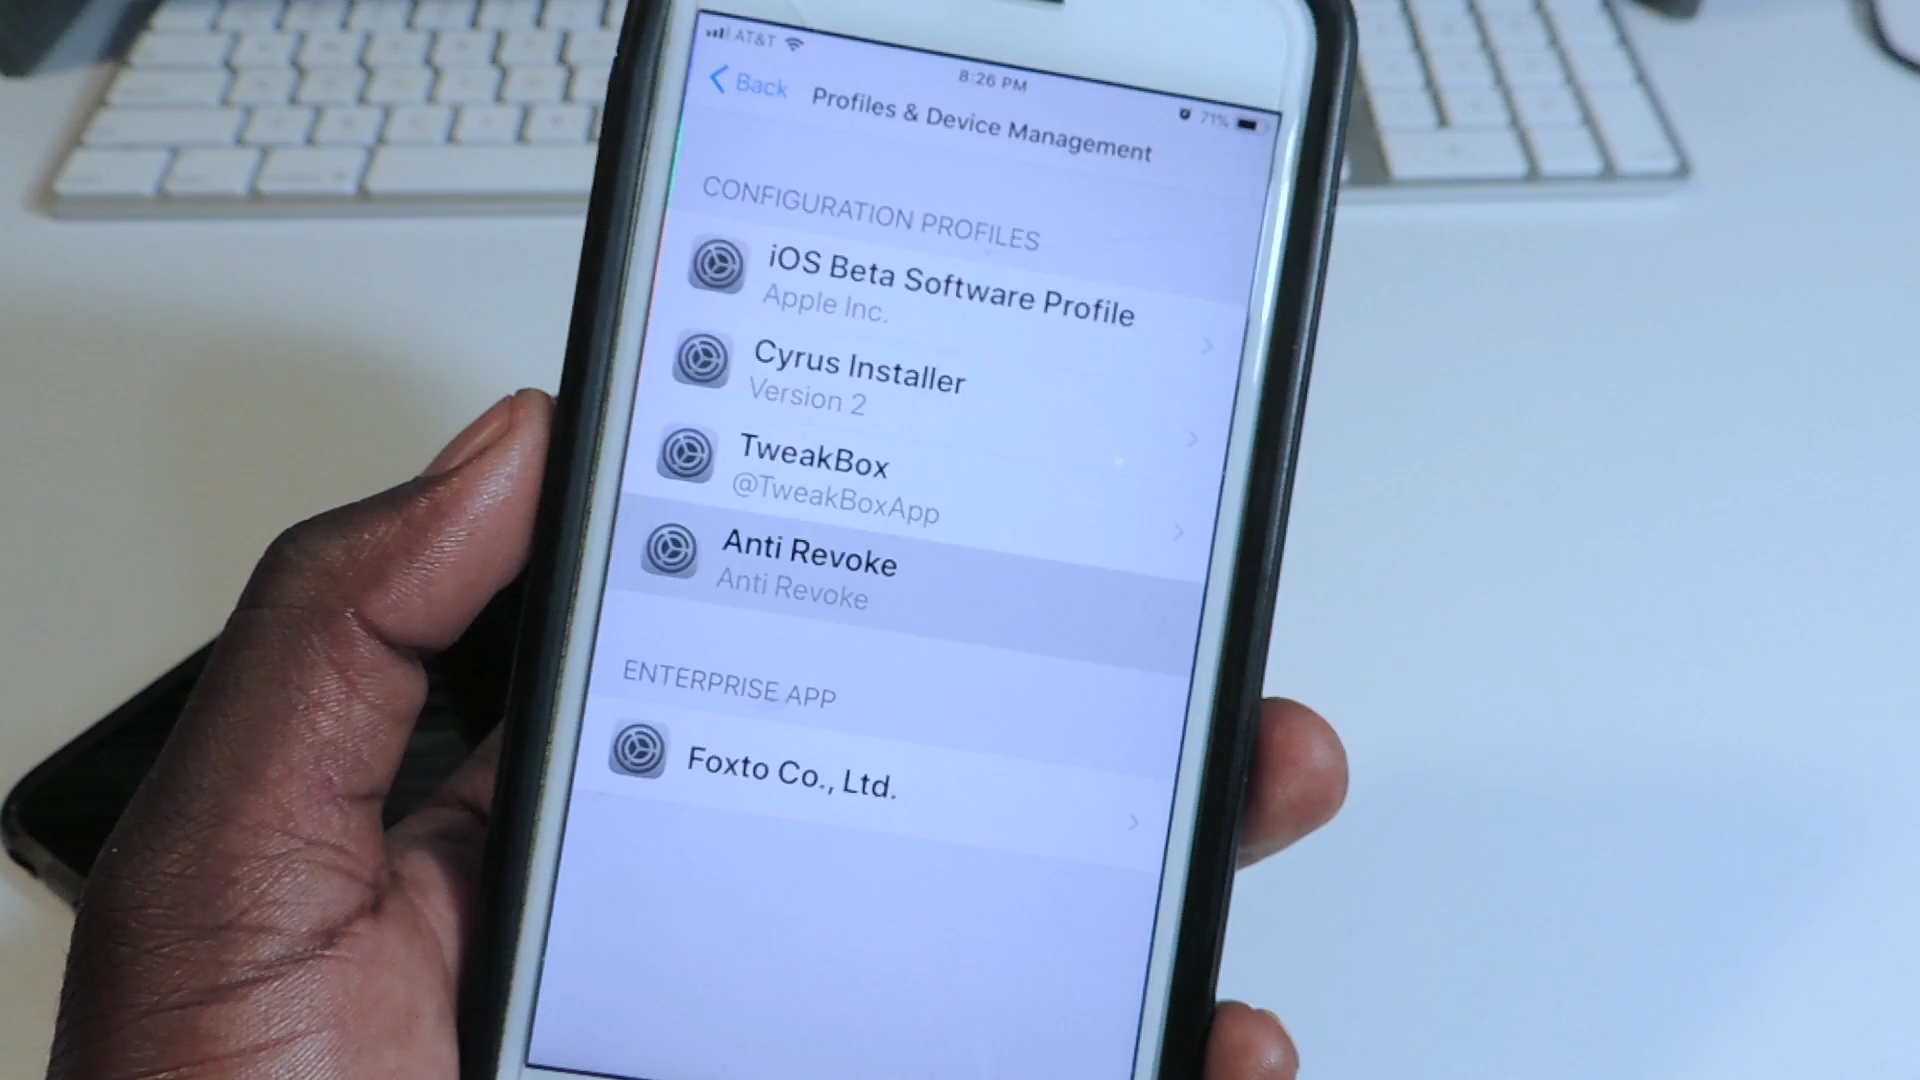 AT&T
8:26 PM
71%
Back
Profiles & Device Management
CONFIGURATION PROFILES
iOS Beta Software Profile
Apple Inc.
Cyrus Installer
Version 2
TweakBox
@TweakBoxApp
Anti Revoke
Anti Revoke
ENTERPRISE APP
Foxto Co., Ltd.